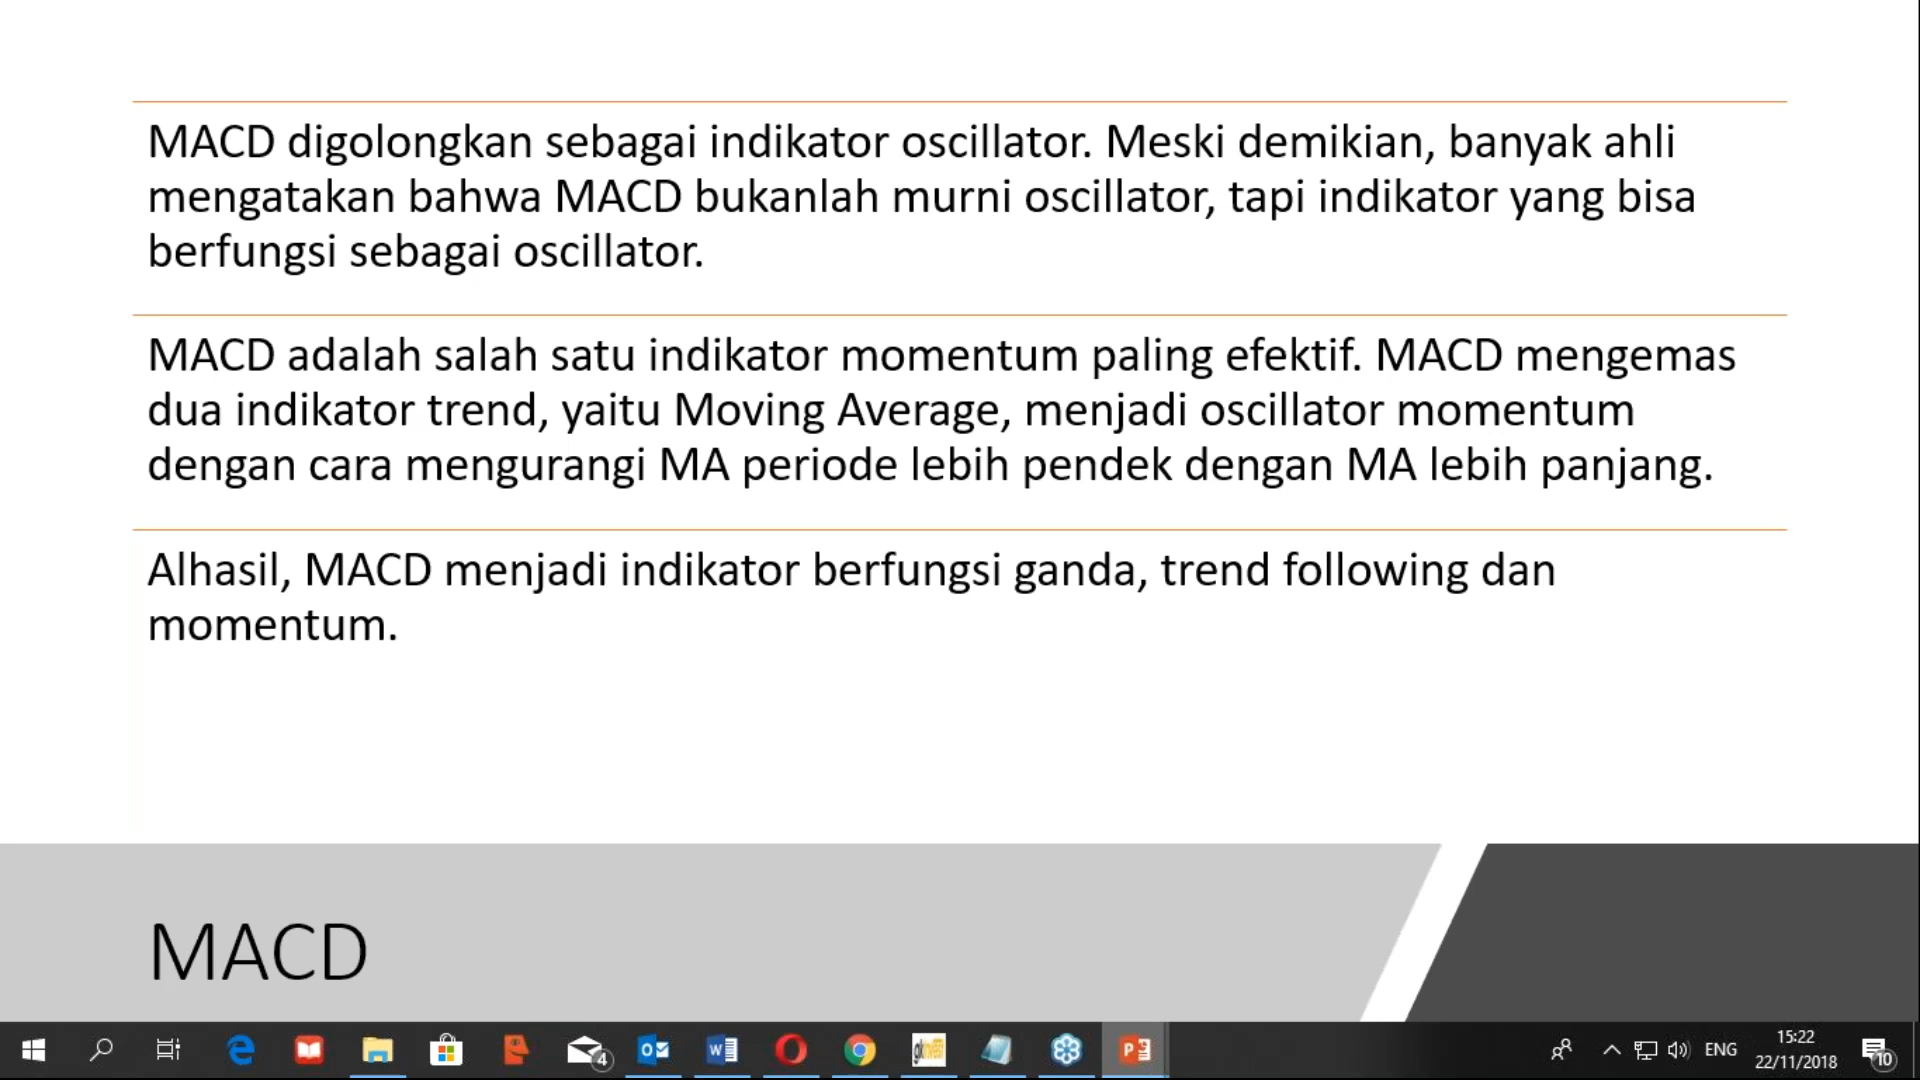 MACD digolongkan sebagai indikator oscillator. Meski demikian, banyak ahli
mengatakan bahwa MACD bukanlah murni oscillator, tapi indikator yang bisa
berfungsi sebagai oscillator.
MACD adalah salah satu indikator momentum paling efektif. MACD mengemas
dua indikator trend, yaitu Moving Average, menjadi oscillator momentum
dengan cara mengurangi MA periode lebih pendek dengan MA lebih panjang.
Alhasil, MACD menjadi indikator berfungsi ganda, trend following dan
momentum.
MACD
4
ENG
15:22
22/11/2018
10